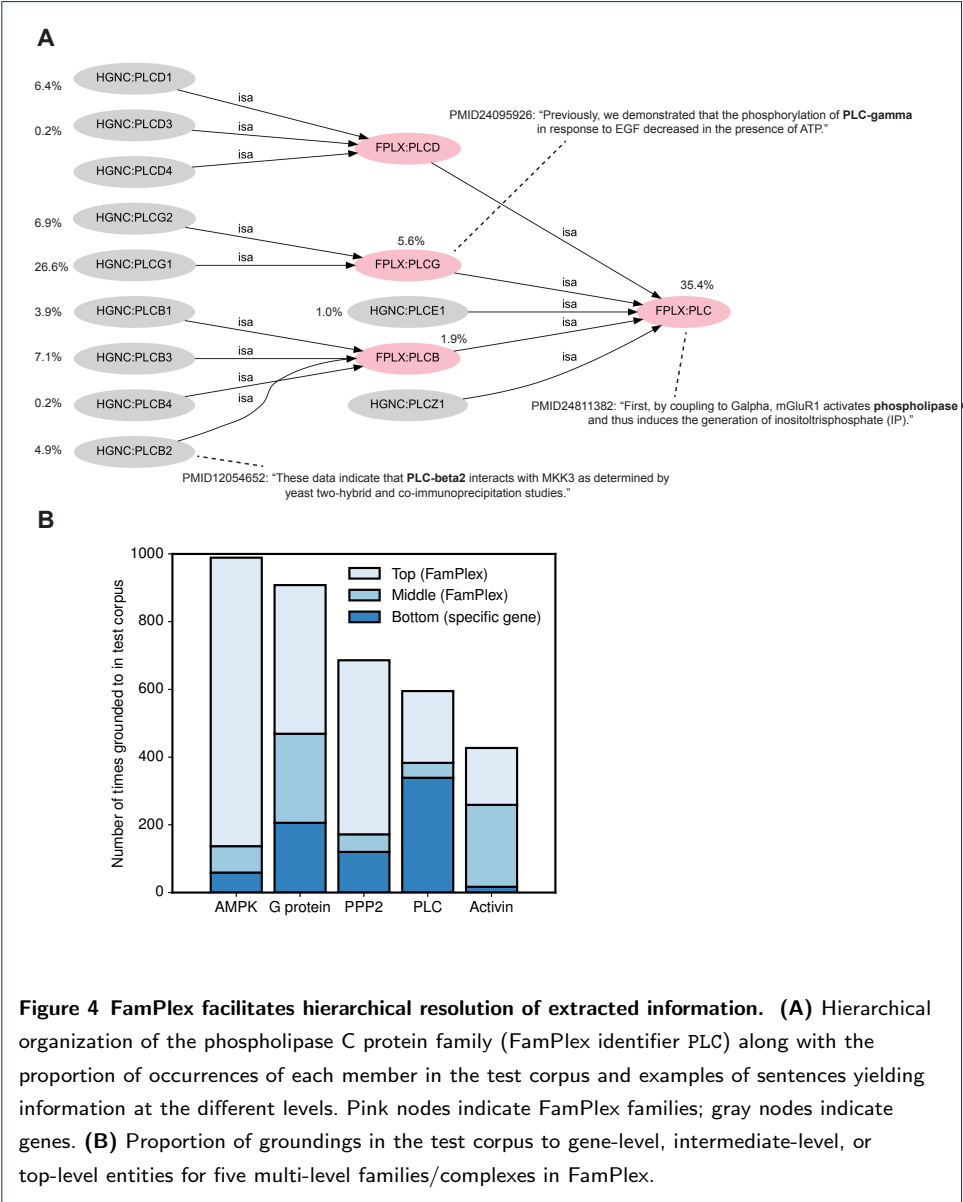 A
HGNC:PLCD1
6.4%
isa
PMID24095926: “Previously, we demonstrated that the phosphorylation of PLC-gamma
in response to EGF decreased in the presence of ATP.”
HGNC:PLCD3
0.2%
isa
FPLX:PLCD
HGNC:PLCD4
isa
HGNC:PLCG2
6.9%
isa
isa
5.6%
HGNC:PLCG1
26.6%
isa
FPLX:PLCG
isa
35.4%
HGNC:PLCB1
3.9%
isa
1.0%
HGNC:PLCE1
isa
FPLX:PLC
1.9%
isa
HGNC:PLCB3
7.1%
isa
FPLX:PLCB
isa
HGNC:PLCB4
0.2%
isa
HGNC:PLCZ1
PMID24811382: “First, by coupling to Galpha, mGluR1 activates phospholipase
and thus induces the generation of inositoltrisphosphate (IP).”
HGNC:PLCB2
4.9%
PMID12054652: “These data indicate that PLC-beta2 interacts with MKK3 as determined by
yeast two-hybrid and co-immunoprecipitation studies.”
B
Number of times grounded to in test corpus
1000
800
600
400
200
0
Top (FamPlex)
Middle (FamPlex)
Bottom (specific gene)
AMPK G protein PPP2 PLC Activin
Figure 4 FamPlex facilitates hierarchical resolution of extracted information. (A) Hierarchical
organization of the phospholipase C protein family (FamPlex identifier PLC) along with the
proportion of occurrences of each member in the test corpus and examples of sentences yielding
information at the different levels. Pink nodes indicate FamPlex families; gray nodes indicate
genes. (B) Proportion of groundings in the test corpus to gene-level, intermediate-level, or
top-level entities for five multi-level families/complexes in FamPlex.